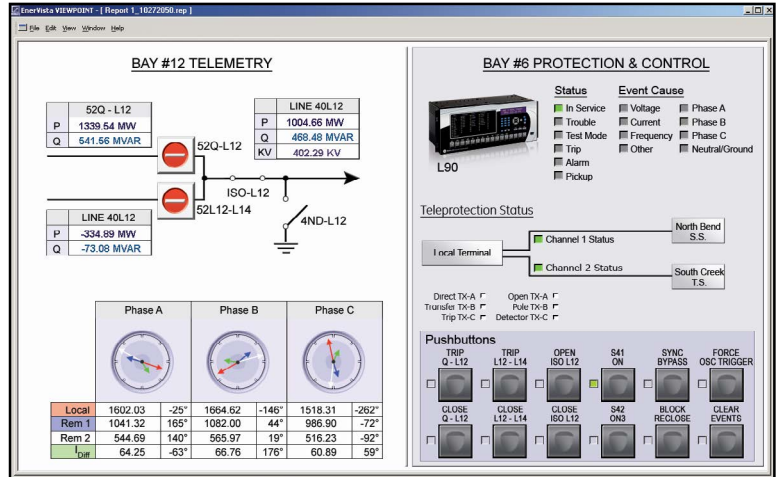 EnerVista VIEWPOINT - [ Report 1_10272050.rep ]
File Edit View Window Help
BAY #12 TELEMETRY
52Q - L12
P 1339.54 MW
Q 541.56 MVAR
LINE 40L12
P 1004.66 MW
Q 468.48 MVAR
KV 402.29 KV
52Q-L12
ISO-L12
52L12-L14
4ND-L12
LINE 40L12
P -334.89 MW
Q -73.08 MVAR
Phase A Phase B Phase C
Local 1602.03 -25° 1664.62 -146° 1518.31 -262°
Rem 1 1041.32 165° 1082.00 44° 986.90 -72°
Rem 2 544.69 140° 565.97 19° 516.23 -92°
IDiff 64.25 -63° 66.76 176° 60.89 59°
BAY #6 PROTECTION & CONTROL
L90
Status
In Service
Trouble
Test Mode
Trip
Alarm
Pickup
Event Cause
Voltage Phase A
Current Phase B
Frequency Phase C
Other Neutral/Ground
Teleprotection Status
Local Terminal
Channel 1 Status
North Bend
S.S.
Channel 2 Status
South Creek
T.S.
Direct TX-A Open TX-A
Transfer TX-B Pole TX-B
Trip TX-C Detector TX-C
Pushbuttons
TRIP
Q - L12
TRIP
L12 - L14
OPEN
ISO L12
S41
ON
SYNC
BYPASS
FORCE
OSC TRIGGER
CLOSE
Q - L12
CLOSE
L12 - L14
CLOSE
ISO L12
S42
ON3
BLOCK
RECLOSE
CLEAR
EVENTS